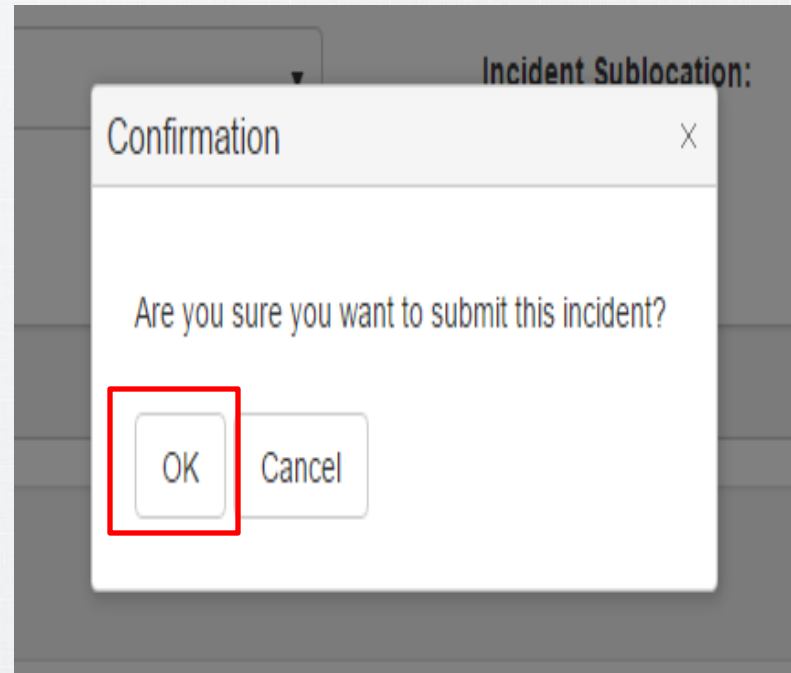 Incident Sublocation:
Confirmation
Are you sure you want to submit this incident?
OK Cancel